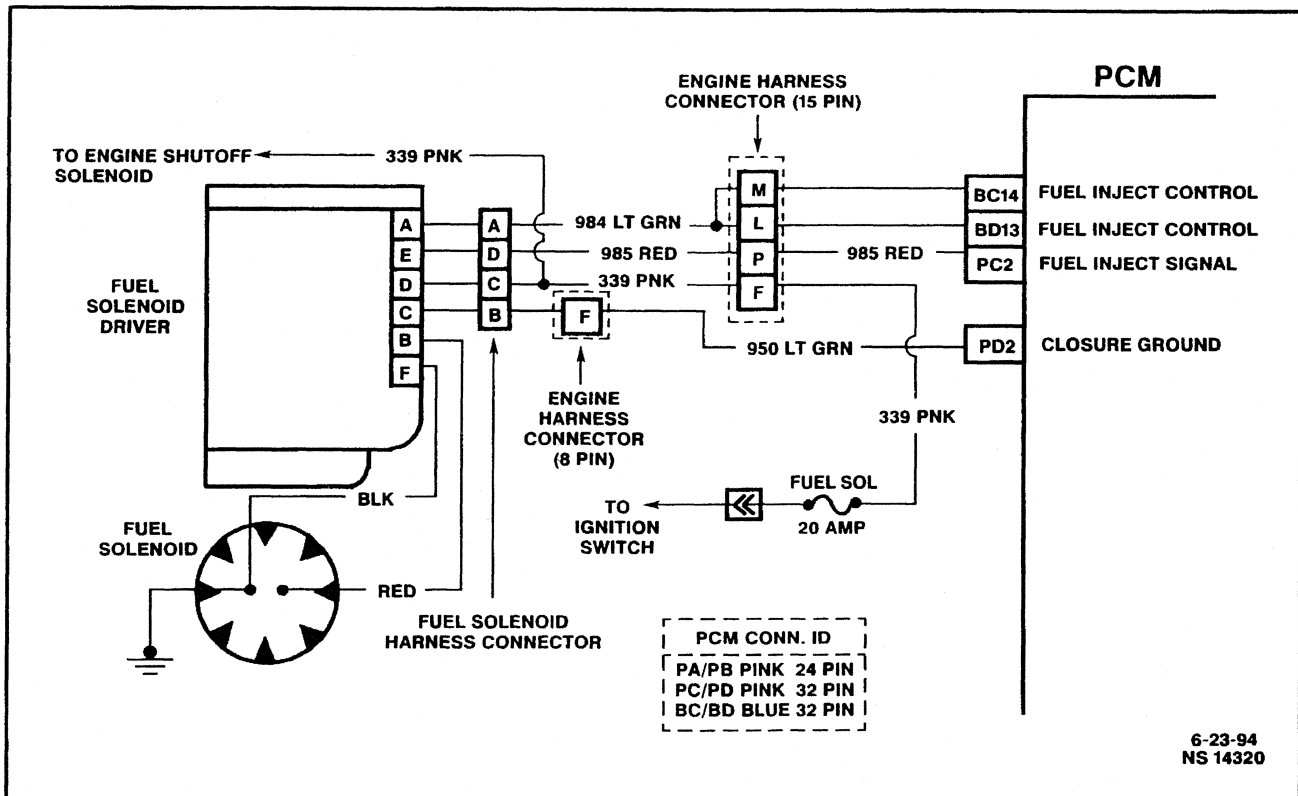 PCM
ENGINE HARNESS
CONNECTOR (15 PIN)
TO ENGINE SHUTOFF
SOLENOID
339 PNK
A
E
D
C
B
F
A
D
C
B
984 LT GRN
985 RED
339 PNK
M
L
P
F
985 RED
BC14
FUEL INJECT CONTROL
BD13
FUEL INJECT CONTROL
PC2
FUEL INJECT SIGNAL
FUEL
SOLENOID
DRIVER
F
950 LT GRN
PD2
CLOSURE GROUND
ENGINE
HARNESS
CONNECTOR
(8 PIN)
339 PNK
BLK
FUEL SOL
20 AMP
TO
IGNITION
SWITCH
FUEL
SOLENOID
RED
FUEL SOLENOID
HARNESS CONNECTOR
PCM CONN. ID
PA/PB PINK 24 PIN
PC/PD PINK 32 PIN
BC/BD BLUE 32 PIN
6-23-94
NS 14320